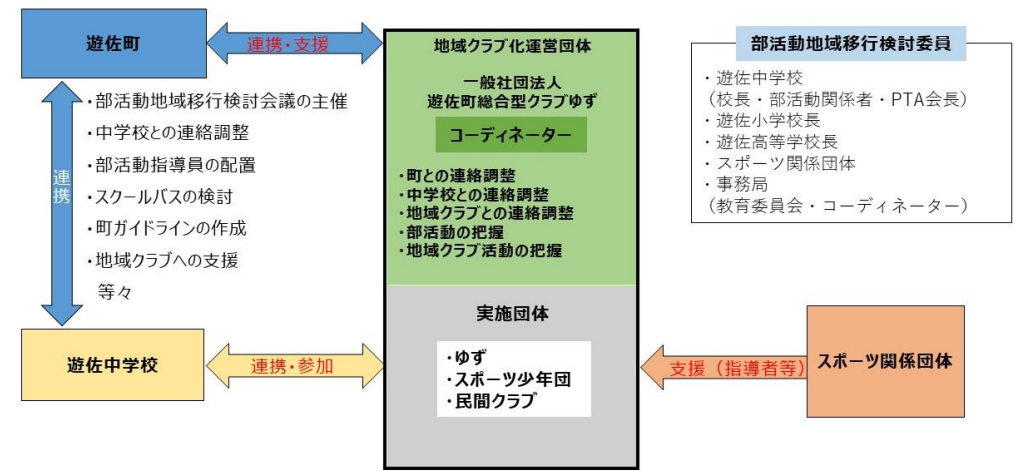 遊佐町
連携・支援
・部活動地域移行検討会議の主催
・中学校との連絡調整
・部活動指導員の配置
・スクールバスの検討
・町ガイドラインの作成
・地域クラブへの支援
等々
連携
遊佐中学校
連携・参加
地域クラブ化運営団体
一般社団法人
遊佐町総合型クラブゆず
コーディネーター
・町との連絡調整
・中学校との連絡調整
・地域クラブとの連絡調整
・部活動の把握
・地域クラブ活動の把握
実施団体
・ゆず
・スポーツ少年団
・民間クラブ
部活動地域移行検討委員
・遊佐中学校
（校長・部活動関係者・PTA会長）
・遊佐小学校長
・遊佐高等学校長
・スポーツ関係団体
・事務局
（教育委員会・コーディネーター）
支援（指導者等）
スポーツ関係団体